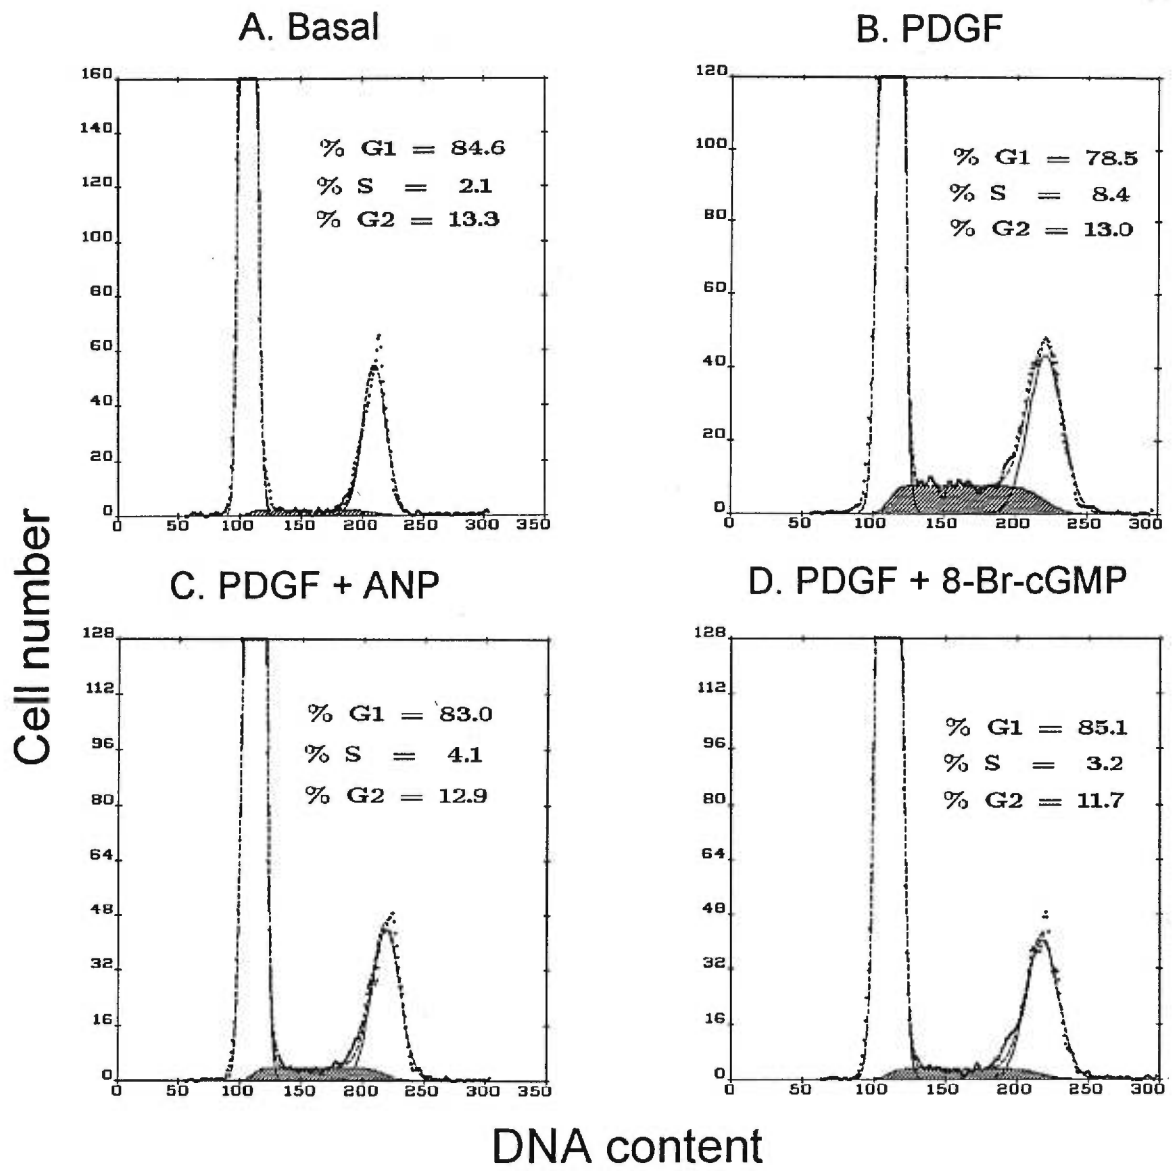 A. Basal
160
140
120
100
80
60
40
20
0
0 50 100 150 200 250 300 350
% G1 = 84.6
% S = 2.1
% G2 = 13.3
B. PDGF
120
100
80
60
40
20
0
0 50 100 150 200 250 300
% G1 = 78.5
% S = 8.4
% G2 = 13.0
C. PDGF + ANP
128
112
96
80
64
48
32
16
0
0 50 100 150 200 250 300 350
% G1 = 83.0
% S = 4.1
% G2 = 12.9
D. PDGF + 8-Br-cGMP
128
112
96
80
64
48
32
16
0
0 50 100 150 200 250 300
% G1 = 85.1
% S = 3.2
% G2 = 11.7
Cell number
DNA content